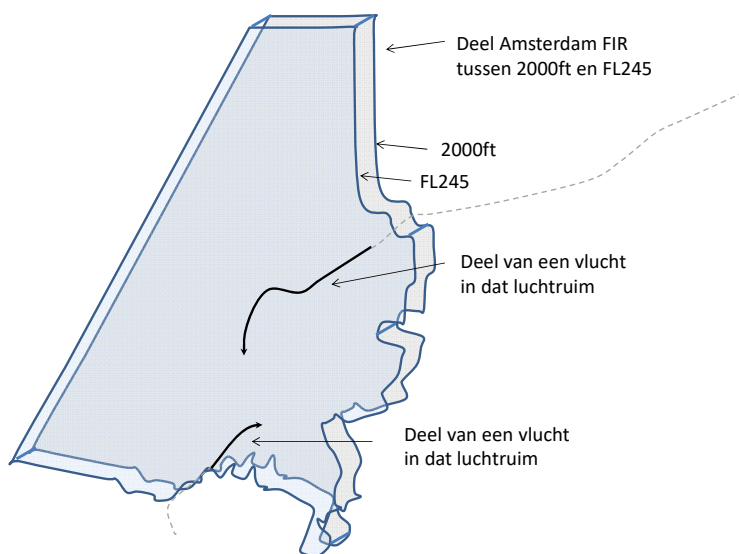 Deel Amsterdam FIR
tussen 2000ft en FL245
2000ft
FL245
Deel van een vlucht
in dat luchtruim
Deel van een vlucht
in dat luchtruim